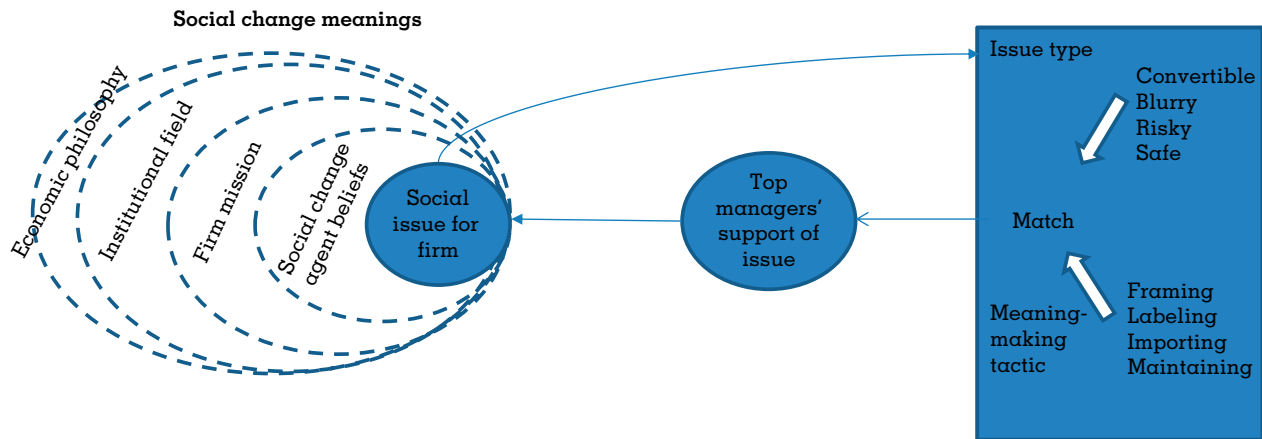 Social change meanings
Economic philosophy
Institutional field
Firm mission
Social change
agent beliefs
Social
issue for
firm
Top
managers’
support of
issue
Issue type
Convertible
Blurry
Risky
Safe
Match
Meaning-
making
tactic
Framing
Labeling
Importing
Maintaining